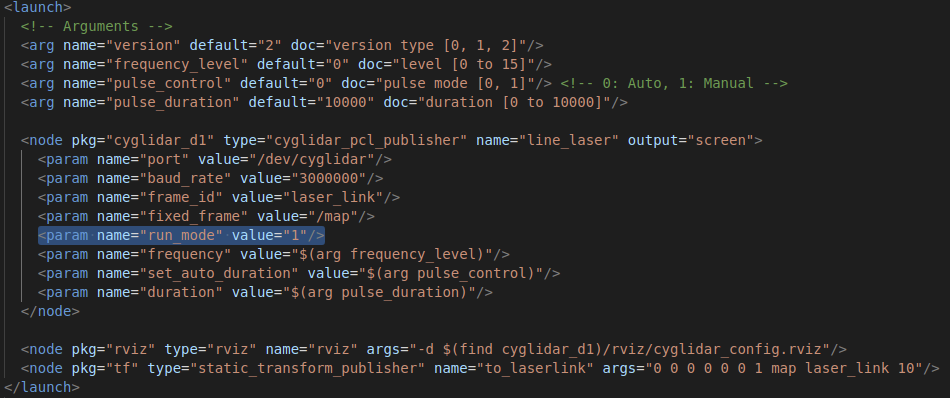 <launch>
<!-- Arguments -->
<arg name="version" default="2" doc="version type [0, 1, 2]"/>
<arg name="frequency_level" default="0" doc="level [0 to 15]"/>
<arg name="pulse_control" default="0" doc="pulse mode [0, 1]"/> <!-- 0: Auto, 1: Manual -->
<arg name="pulse_duration" default="10000" doc="duration [0 to 10000]"/>
<node pkg="cyglidar_d1" type="cyglidar_pcl_publisher" name="line_laser" output="screen">
<param name="port" value="/dev/cyglidar"/>
<param name="baud_rate" value="3000000"/>
<param name="frame_id" value="laser_link"/>
<param name="fixed_frame" value="/map"/>
<param name="run_mode" value="1"/>
<param name="frequency" value="$(arg frequency_level)"/>
<param name="set_auto_duration" value="$(arg pulse_control)"/>
<param name="duration" value="$(arg pulse_duration)"/>
</node>
<node pkg="rviz" type="rviz" name="rviz" args="-d $(find cyglidar_d1)/rviz/cyglidar_config.rviz"/>
<node pkg="tf" type="static_transform_publisher" name="to_laserlink" args="0 0 0 0 0 0 1 map laser_link 10"/>
</launch>